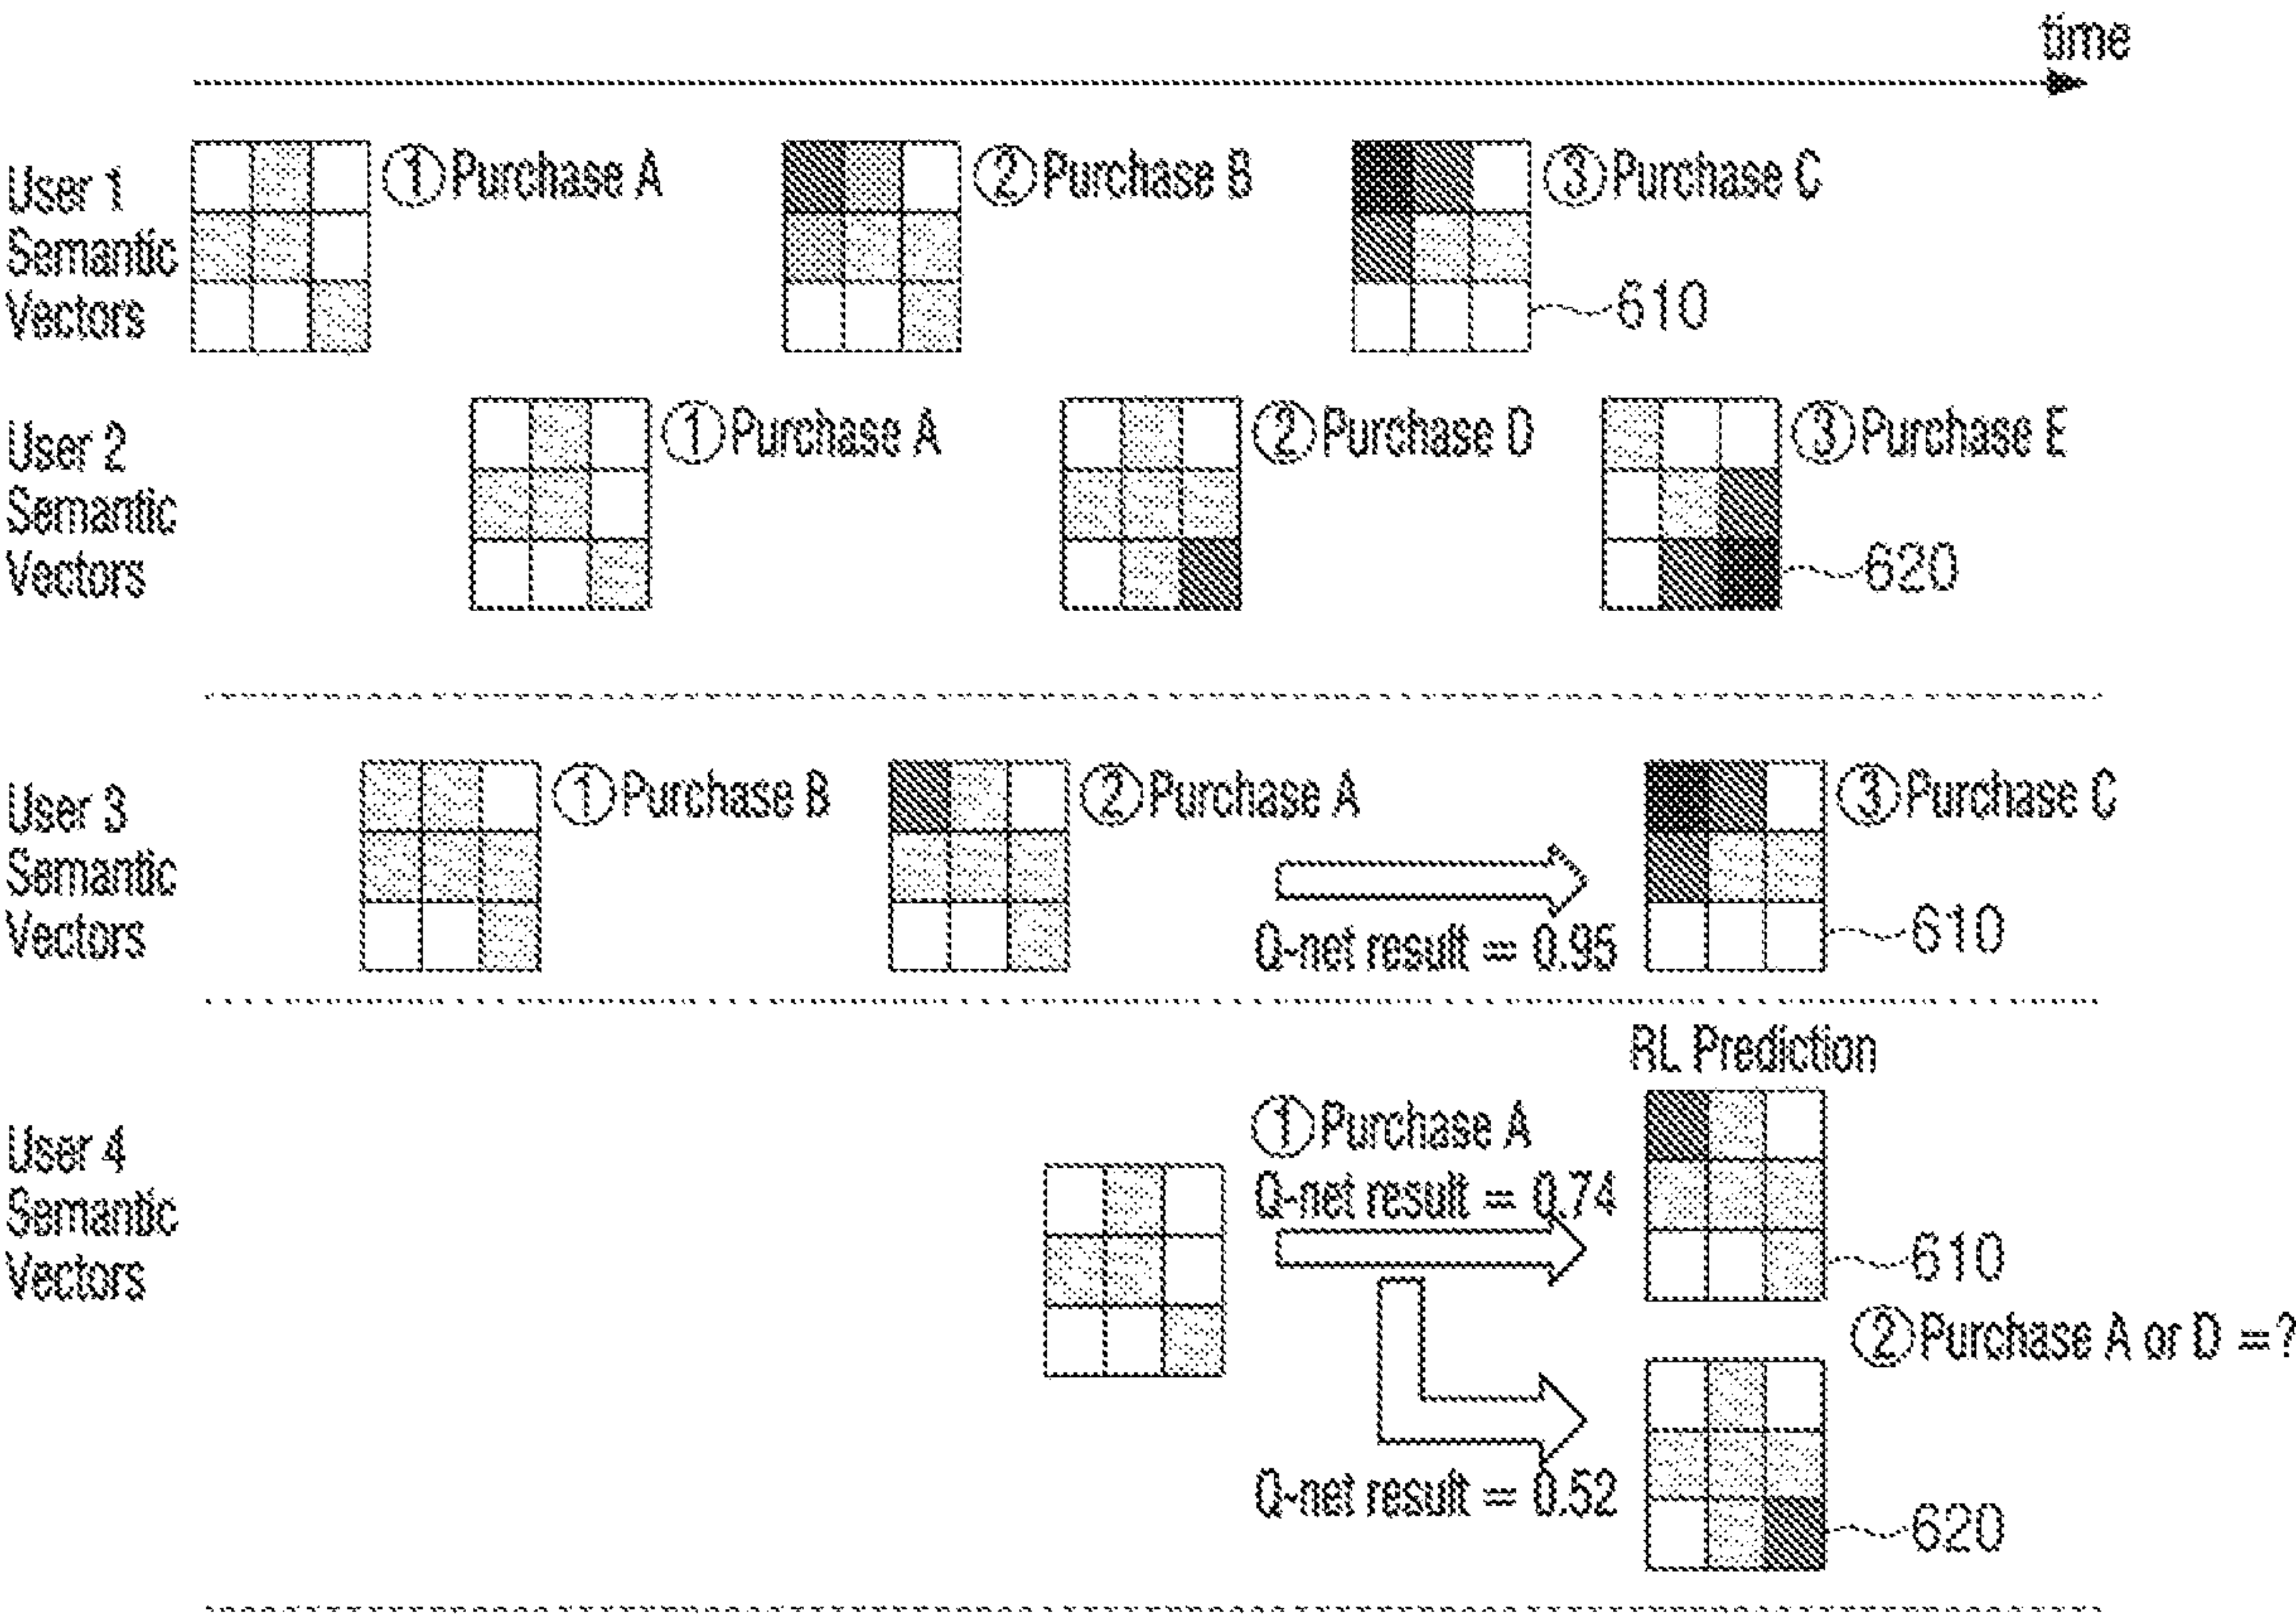 time
User 1
Semantic
Vectors
①Purchase A
②Purchase B
③Purchase C
610
User 2
Semantic
Vectors
①Purchase A
②Purchase D
③Purchase E
620
User 3
Semantic
Vectors
①Purchase B
②Purchase A
Q-net result = 0.95
③Purchase C
610
User 4
Semantic
Vectors
①Purchase A
Q-net result = 0.74
Q-net result = 0.52
RL Prediction
610
②Purchase A or D =?
620